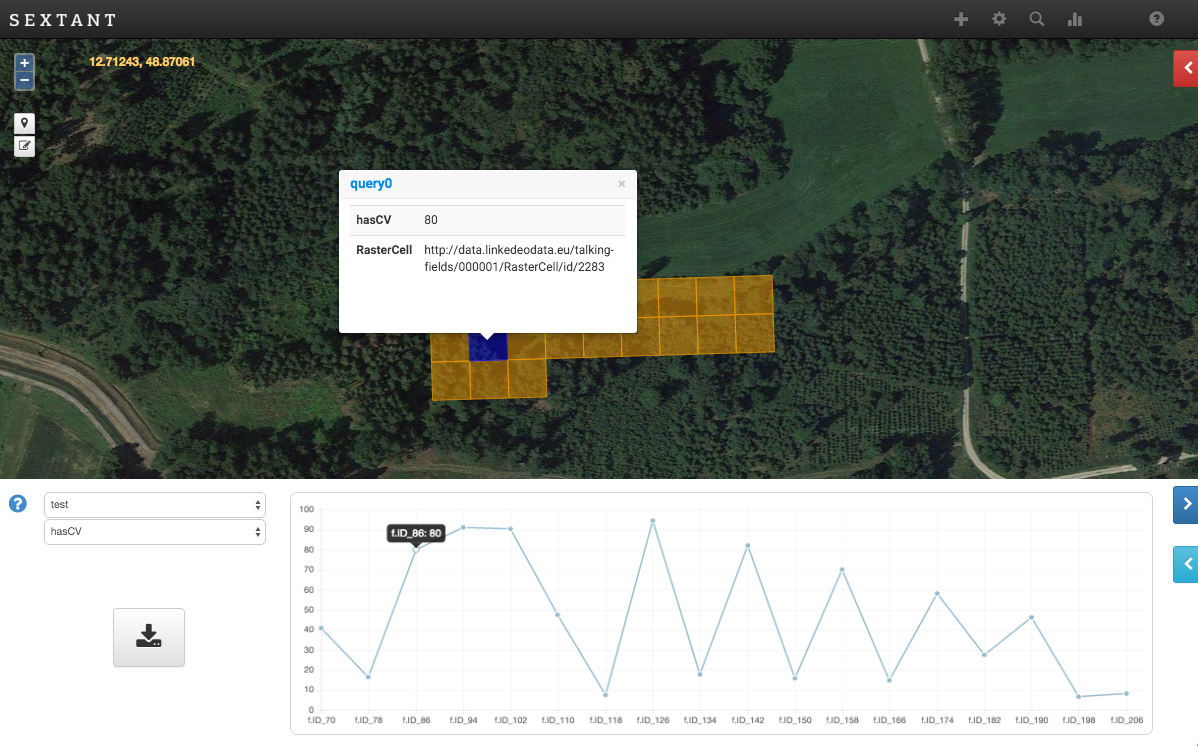 SEXTANT
12.71243, 48.87061
query0
hasCV 80
RasterCell http://data.linkedeodata.eu/talking-
fields/000001/RasterCell/id/2283
test
hasCV
f.ID_86: 80
100
90
80
70
60
50
40
30
20
10
0
f.ID_70 f.ID_78 f.ID_86 f.ID_94 f.ID_102 f.ID_110 f.ID_118 f.ID_126 f.ID_134 f.ID_142 f.ID_150 f.ID_158 f.ID_166 f.ID_174 f.ID_182 f.ID_190 f.ID_198 f.ID_206